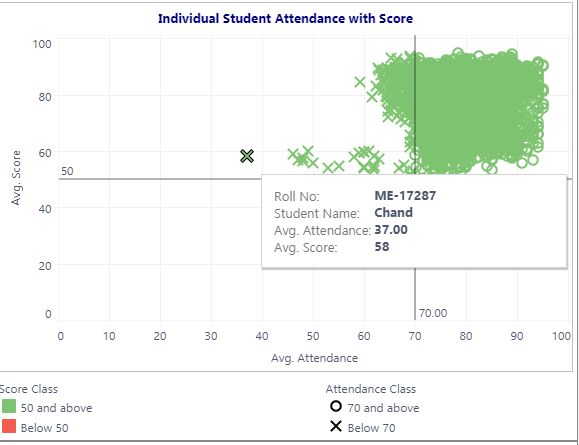 Individual Student Attendance with Score
100
80
60
50
40
20
0
Avg. Score
Roll No: ME-17287
Student Name: Chand
Avg. Attendance: 37.00
Avg. Score: 58
70.00
0 10 20 30 40 50 60 70 80 90 100
Avg. Attendance
Score Class
50 and above
Below 50
Attendance Class
70 and above
Below 70